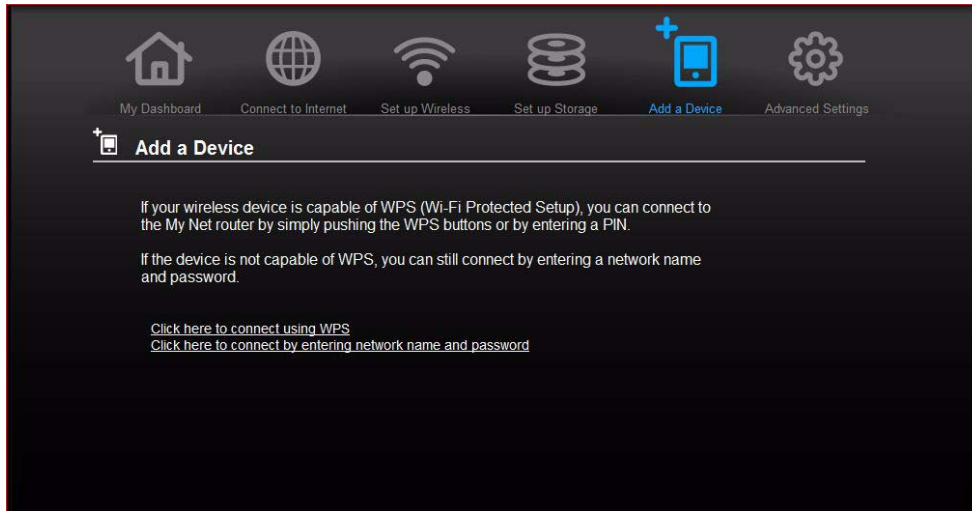 My Dashboard
Connect to Internet
Set up Wireless
Set up Storage
Add a Device
Advanced Settings
Add a Device
If your wireless device is capable of WPS (Wi-Fi Protected Setup), you can connect to
the My Net router by simply pushing the WPS buttons or by entering a PIN.
If the device is not capable of WPS, you can still connect by entering a network name
and password.
Click here to connect using WPS
Click here to connect by entering network name and password